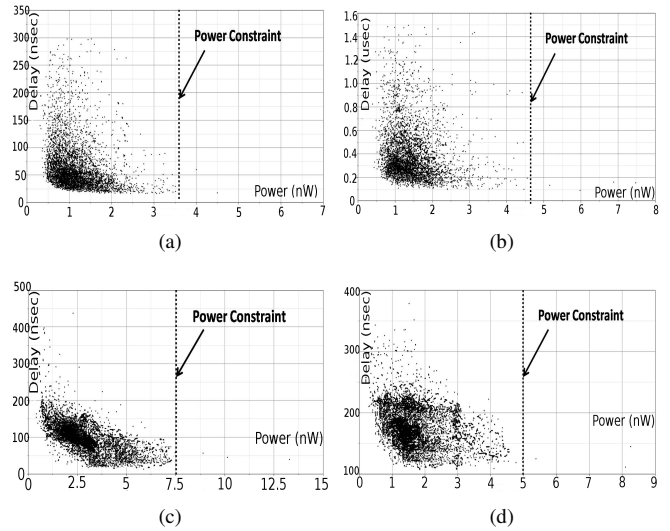 350
300
250
200
150
100
50
0
Delay (nsec)
Power Constraint
Power (nW)
0 1 2 3 4 5 6 7
(a)
1.6
1.4
1.2
1
0.8
0.6
0.4
0.2
0
Delay (usec)
Power Constraint
Power (nW)
0 1 2 3 4 5 6 7 8
(b)
500
400
300
200
100
0
Delay (nsec)
Power Constraint
Power (nW)
0 2.5 5 7.5 10 12.5 15
(c)
400
300
200
100
Delay (nsec)
Power Constraint
Power (nW)
0 1 2 3 4 5 6 7 8 9
(d)